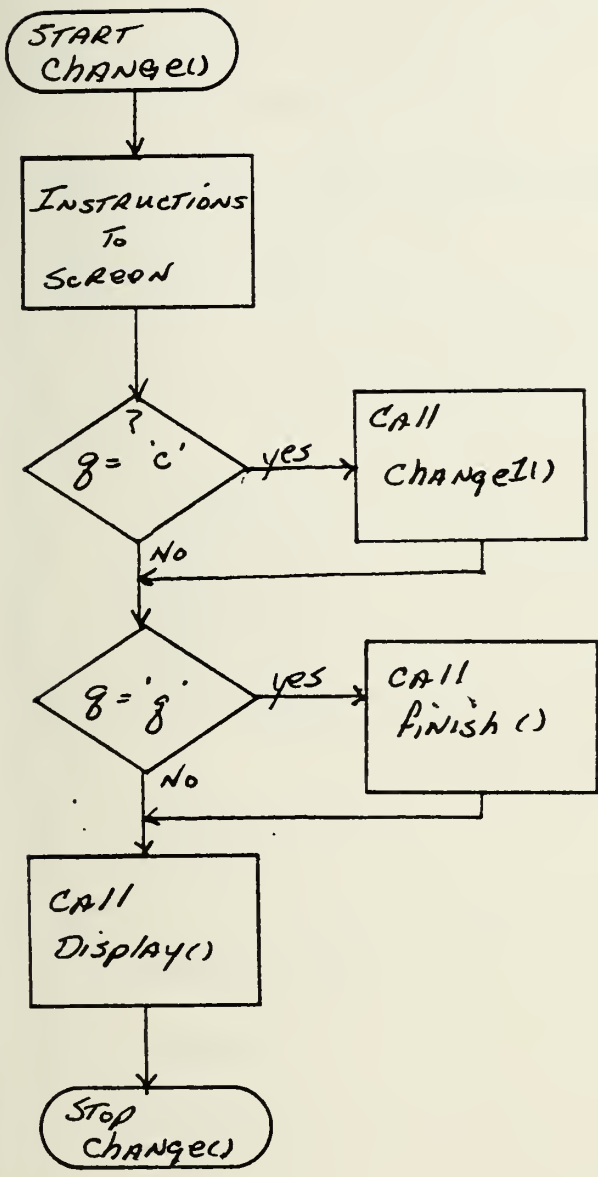 START
Change()
INSTRUCTIONS
To
SCREEN
?
q = 'c'
yes
CALL
Change1()
No
q = 'q'
yes
CALL
finish ()
No
CALL
Display()
STOP
Change()